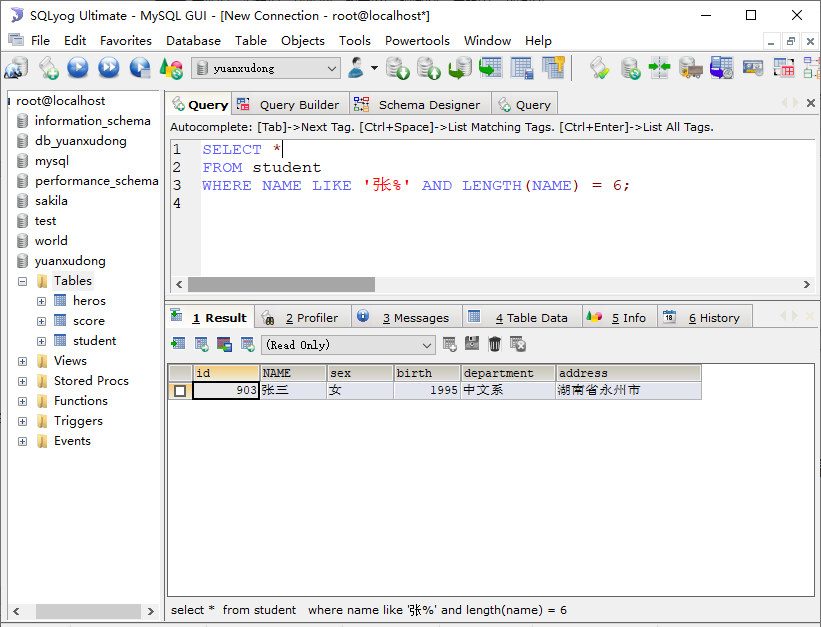 SQLyog Ultimate - MySQL GUI - [New Connection - root@localhost*]
File Edit Favorites Database Table Objects Tools Powertools Window Help
yuanxudong
root@localhost
information_schema
db_yuanxudong
mysql
performance_schema
sakila
test
world
yuanxudong
Tables
heros
score
student
Views
Stored Procs
Functions
Triggers
Events
Query Query Builder Schema Designer Query
Autocomplete: [Tab]->Next Tag. [Ctrl+Space]->List Matching Tags. [Ctrl+Enter]->List All Tags.
1 SELECT *
2 FROM student
3 WHERE NAME LIKE '张%' AND LENGTH(NAME) = 6;
4
1 Result 2 Profiler 3 Messages 4 Table Data 5 Info 18 6 History
(Read Only)
id NAME sex birth department address
903 张三 女 1995 中文系 湖南省永州市
select * from student where name like '张%' and length(name) = 6